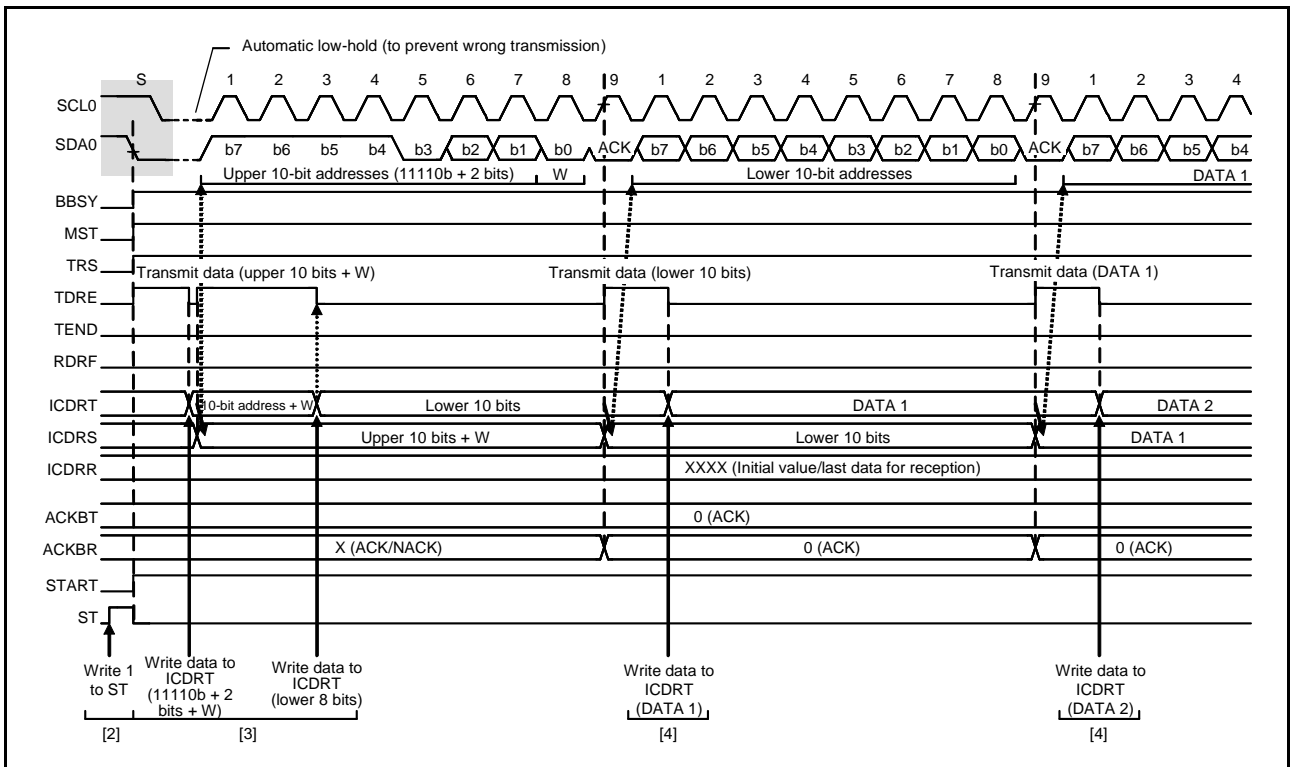 Automatic low-hold (to prevent wrong transmission)
S 1 2 3 4 5 6 7 8 9 1 2 3 4 5 6 7 8 9 1 2 3 4
SCL0
SDA0 b7 b6 b5 b4 b3 b2 b1 b0 ACK b7 b6 b5 b4 b3 b2 b1 b0 ACK b7 b6 b5 b4
Upper 10-bit addresses (11110b + 2 bits) W Lower 10-bit addresses DATA 1
BBSY
MST
TRS
Transmit data (upper 10 bits + W) Transmit data (lower 10 bits) Transmit data (DATA 1)
TDRE
TEND
RDRF
ICDRT 10-bit address + W Lower 10 bits DATA 1 DATA 2
ICDRS Upper 10 bits + W Lower 10 bits DATA 1
ICDRR XXXX (Initial value/last data for reception)
ACKBT 0 (ACK)
ACKBR X (ACK/NACK) 0 (ACK) 0 (ACK)
START
ST
Write 1
to ST
Write data to
ICDRT
(11110b + 2
bits + W)
Write data to
ICDRT
(lower 8 bits)
Write data to
ICDRT
(DATA 1)
Write data to
ICDRT
(DATA 2)
[2] [3] [4] [4]